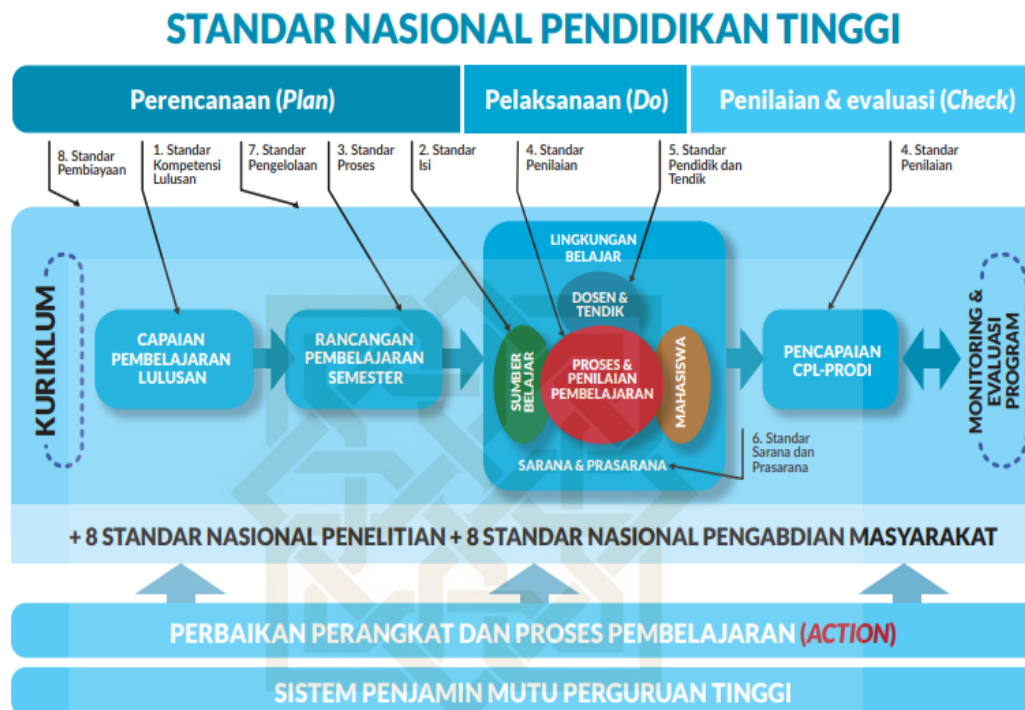 STANDAR NASIONAL PENDIDIKAN TINGGI
Perencanaan (Plan)
Pelaksanaan (Do)
Penilaian & evaluasi (Check)
8. Standar
Pembiayaan
1. Standar
Kompetensi
Lulusan
7. Standar
Pengelolaan
3. Standar
Proses
2. Standar
Isi
4. Standar
Penilaian
5. Standar
Pendidik dan
Tendik
4. Standar
Penilaian
KURIKLUM
CAPAIAN
PEMBELAJARAN
LULUSAN
RANCANGAN
PEMBELAJARAN
SEMESTER
LINGKUNGAN
BELAJAR
DOSEN &
TENDIK
SUMBER
BELAJAR
PROSES &
PENILAIAN
PEMBELAJARAN
MAHASISWA
SARANA & PRASARANA
6. Standar
Sarana dan
Prasarana
PENCAPAIAN
CPL-PRODI
MONITORING &
EVALUASI
PROGRAM
+ 8 STANDAR NASIONAL PENELITIAN + 8 STANDAR NASIONAL PENGABDIAN MASYARAKAT
PERBAIKAN PERANGKAT DAN PROSES PEMBELAJARAN (ACTION)
SISTEM PENJAMIN MUTU PERGURUAN TINGGI